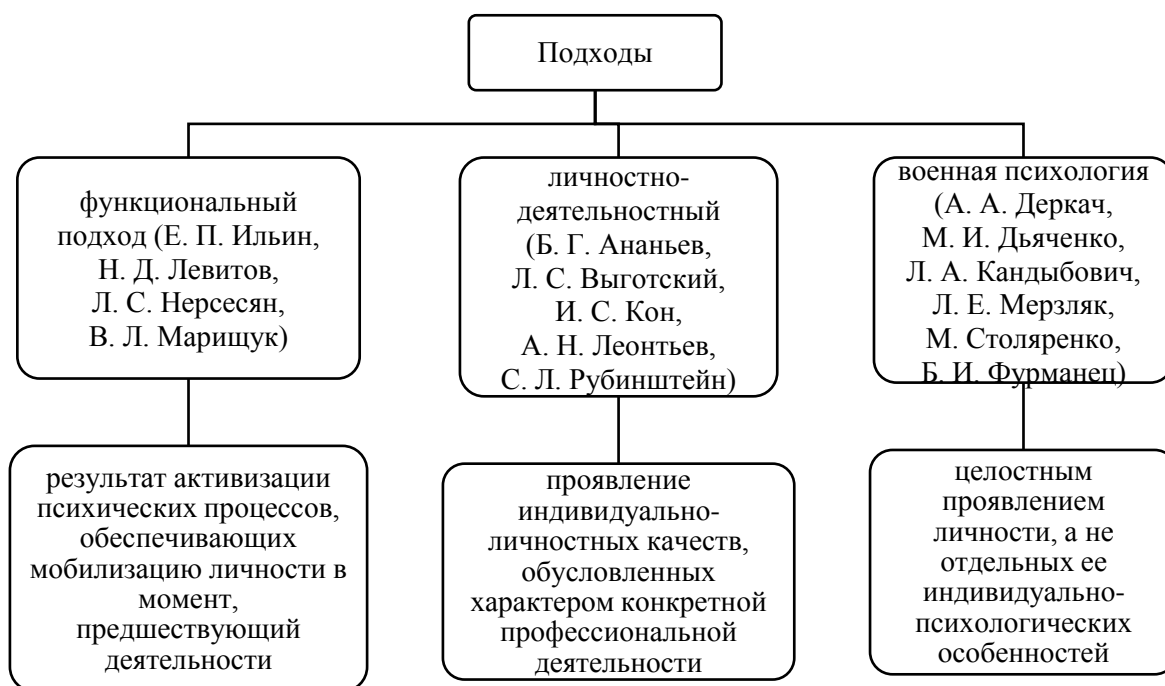 Подходы
функциональный
подход (Е. П. Ильин,
Н. Д. Левитов,
Л. С. Нерсесян,
В. Л. Марищук)
личностно-
деятельностный
(Б. Г. Ананьев,
Л. С. Выготский,
И. С. Кон,
А. Н. Леонтьев,
С. Л. Рубинштейн)
военная психология
(А. А. Деркач,
М. И. Дьяченко,
Л. А. Кандыбович,
Л. Е. Мерзляк,
М. Столяренко,
Б. И. Фурманец)
результат активизации
психических процессов,
обеспечивающих
мобилизацию личности в
момент,
предшествующий
деятельности
проявление
индивидуально-
личностных качеств,
обусловленных
характером конкретной
профессиональной
деятельности
целостным
проявлением
личности, а не
отдельных ее
индивидуально-
психологических
особенностей